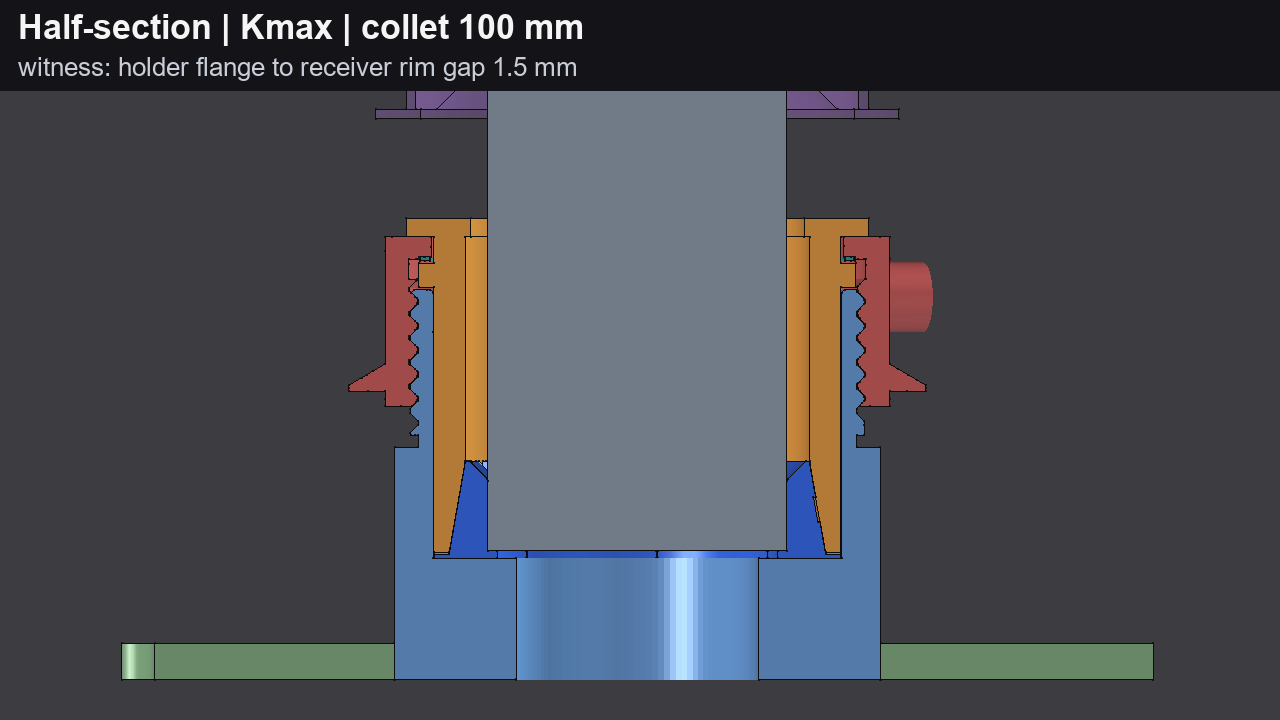 Half-section | Kmax | collet 100 mm
witness: holder flange to receiver rim gap 1.5 mm